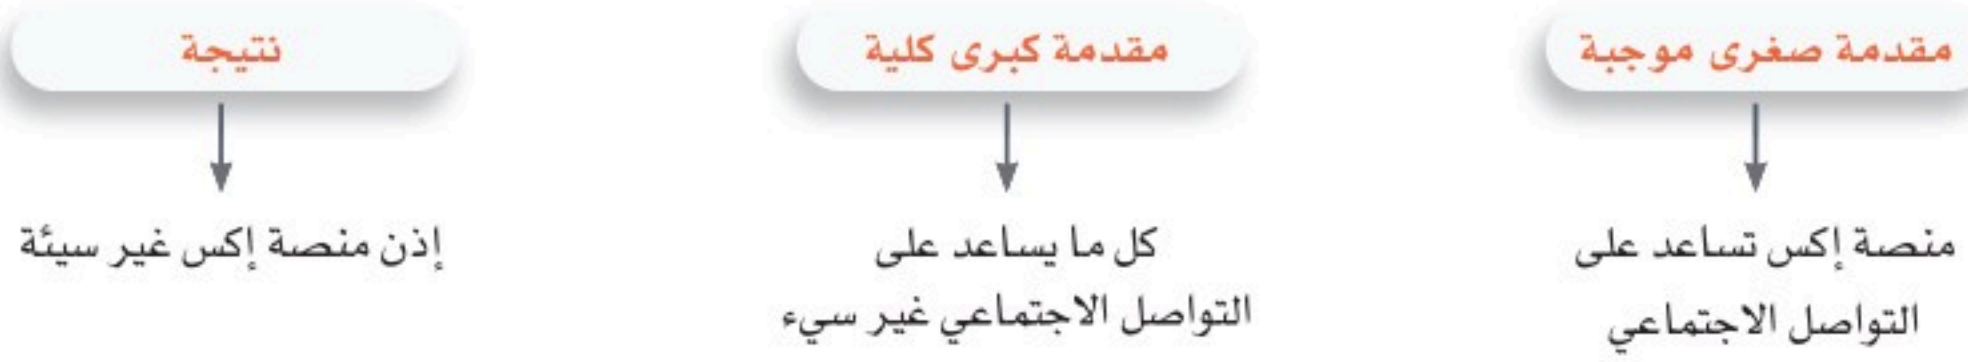 مقدمة صغرى موجبة
منصة إكس تساعد على
التواصل الاجتماعي
مقدمة كبرى كلية
كل ما يساعد على
التواصل الاجتماعي غير سيء
نتيجة
إذن منصة إكس غير سيئة